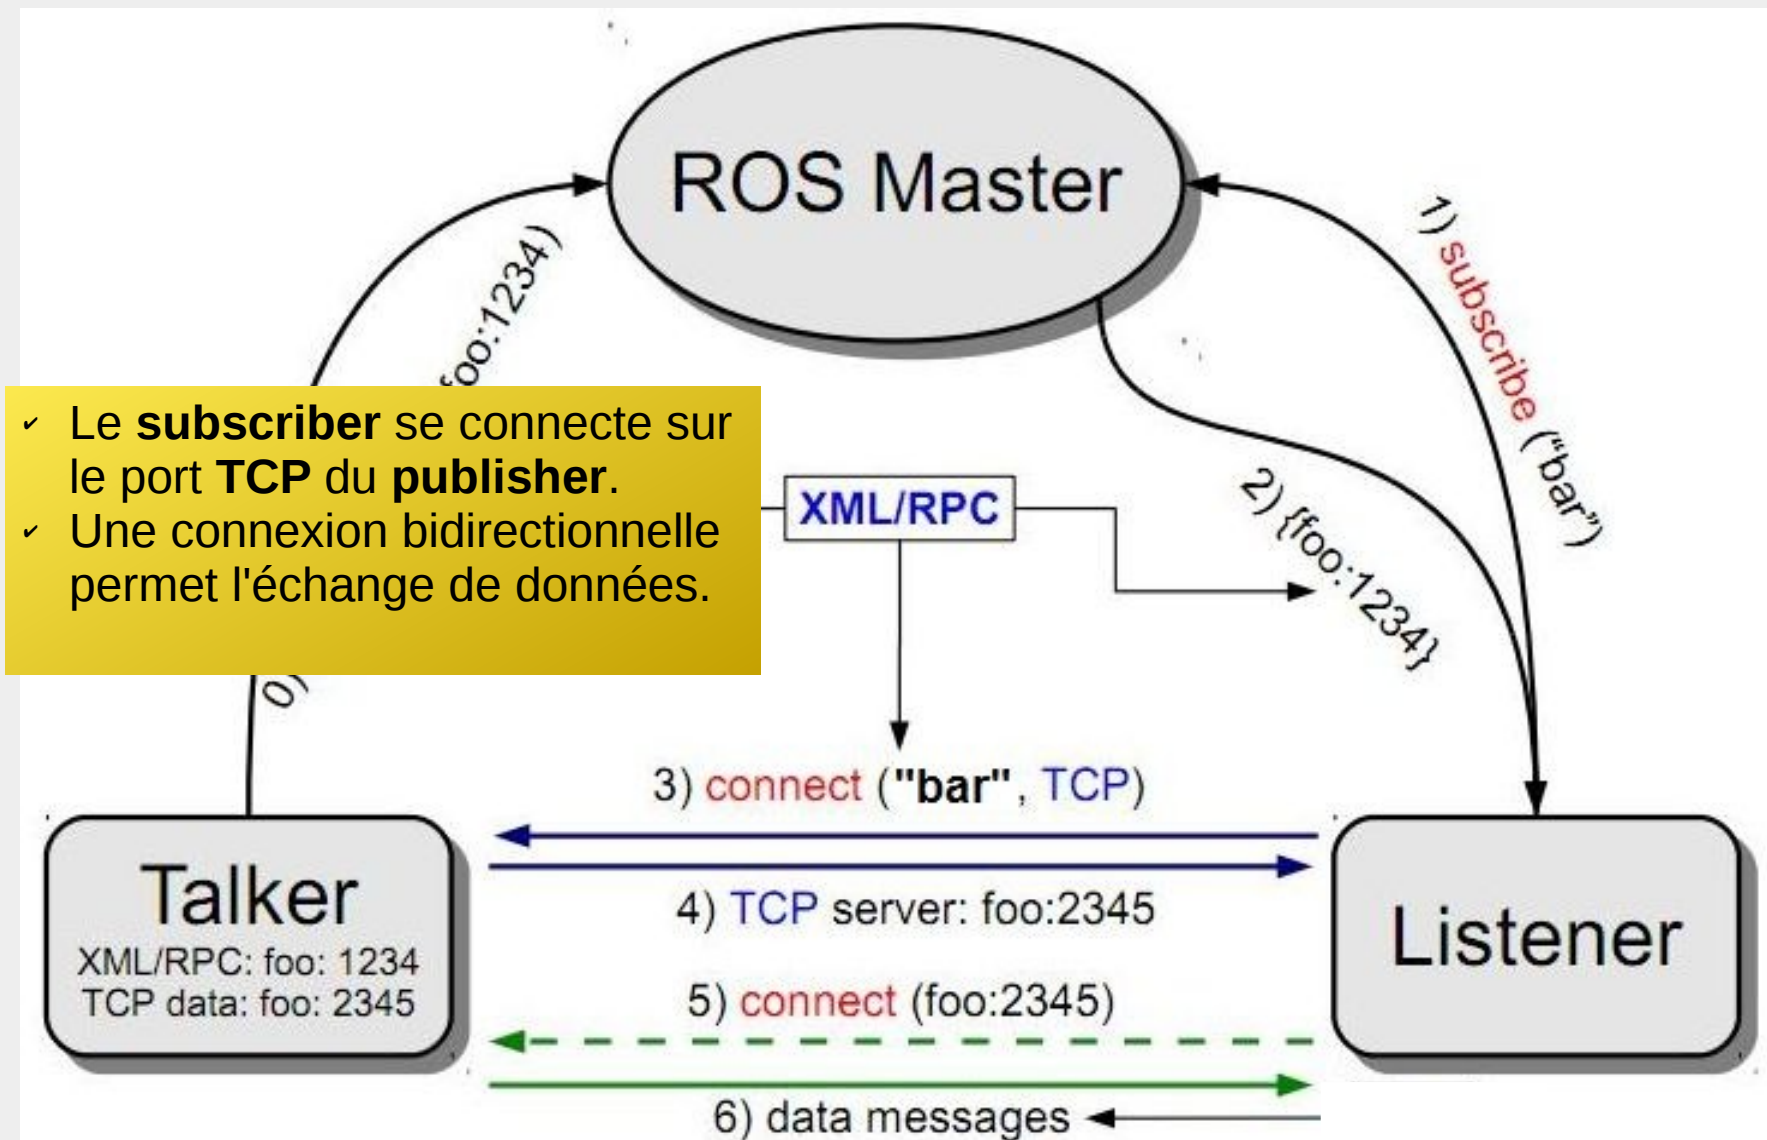 ROS Master
foo:1234)
1) subscribe ("bar")
✓ Le subscriber se connecte sur
le port TCP du publisher.
✓ Une connexion bidirectionnelle
permet l'échange de données.
XML/RPC
2) {foo:1234}
0)
3) connect ("bar", TCP)
4) TCP server: foo:2345
Talker
XML/RPC: foo: 1234
TCP data: foo: 2345
Listener
5) connect (foo:2345)
6) data messages